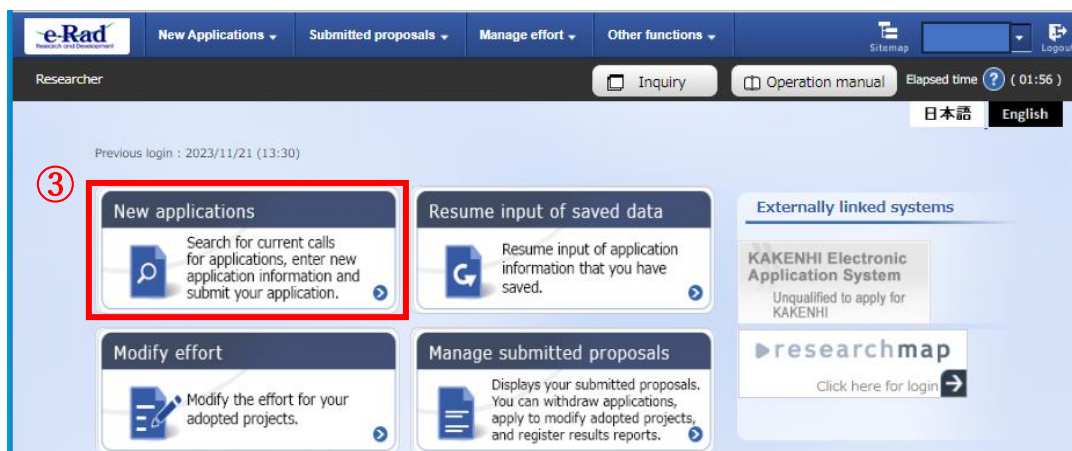 e-Rad
Research and Development
New Applications
Submitted proposals
Manage effort
Other functions
Sitemap
Logout
Researcher
Inquiry
Operation manual
Elapsed time ? ( 01:56 )
日本語
English
Previous login : 2023/11/21 (13:30)
③
New applications
Search for current calls
for applications, enter new
application information and
submit your application.
Resume input of saved data
Resume input of application
information that you have
saved.
Externally linked systems
KAKENHI Electronic
Application System
Unqualified to apply for
KAKENHI
Modify effort
Modify the effort for your
adopted projects.
Manage submitted proposals
Displays your submitted proposals.
You can withdraw applications,
apply to modify adopted projects,
and register results reports.
researchmap
Click here for login